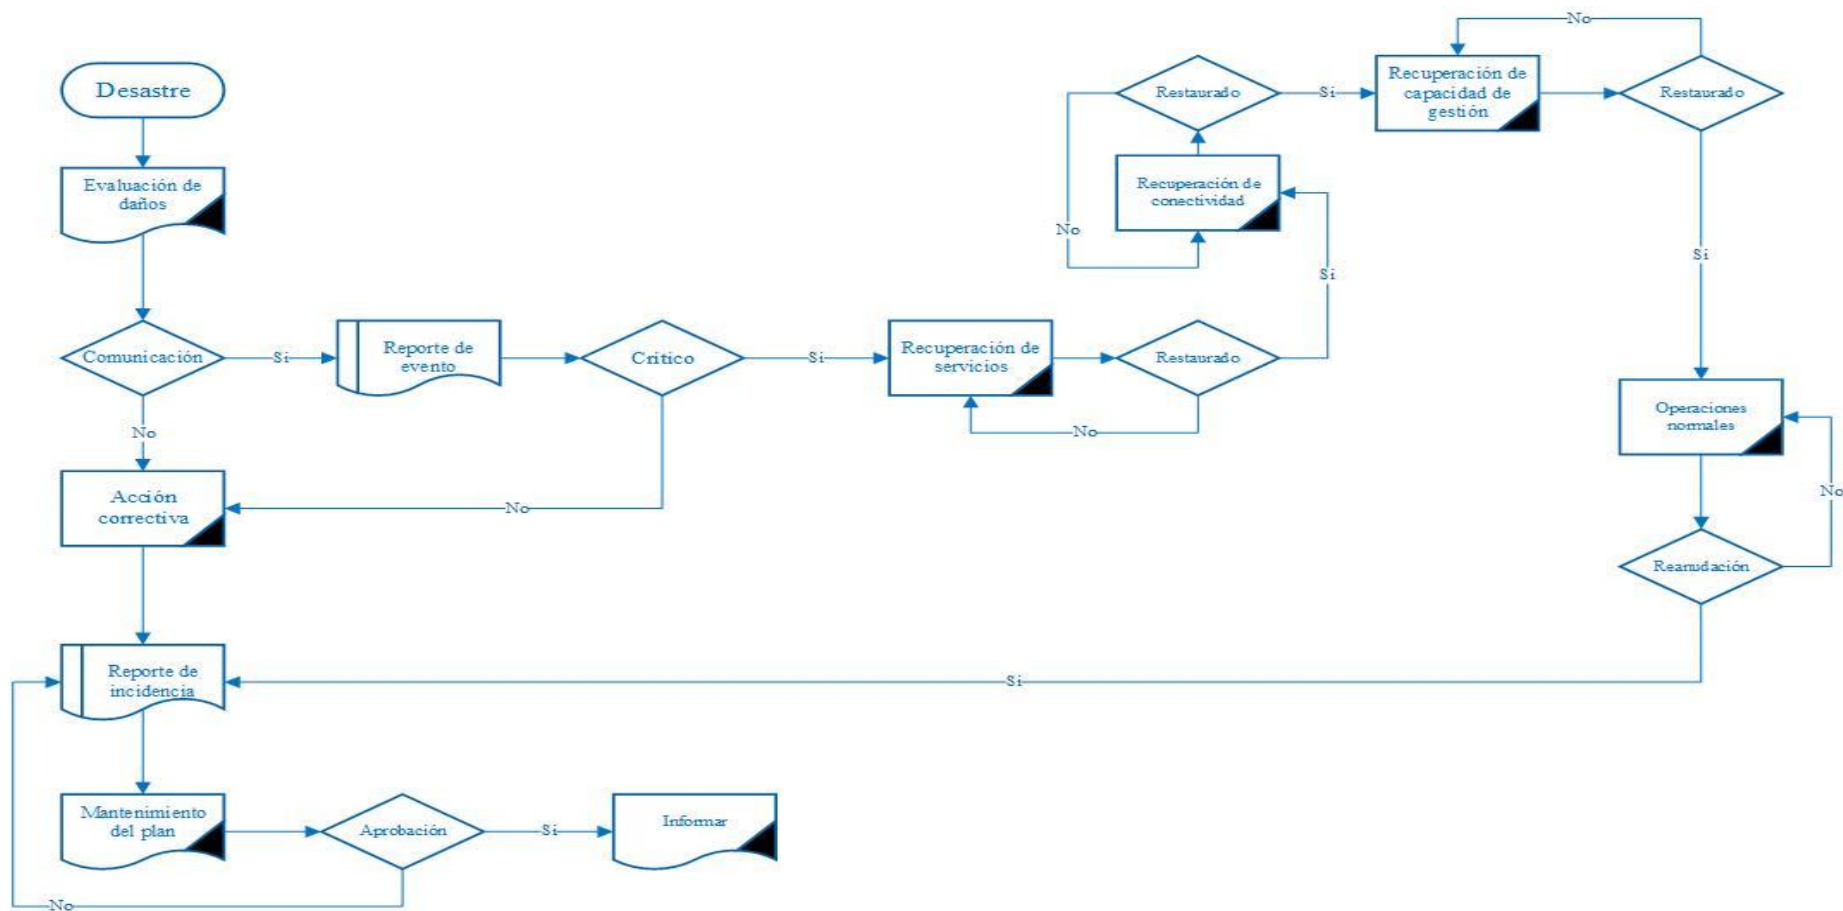 Desastre
Evaluación de
daños
Comunicación
Si
Reporte de
evento
Critico
Si
Recuperación de
servicios
Restaurado
No
Si
Recuperación de
conectividad
Restaurado
No
Si
Recuperación de
capacidad de
gestión
Restaurado
No
Si
Operaciones
normales
Reanudación
No
Si
No
Acción
correctiva
No
Reporte de
incidencia
Mantenimiento
del plan
Aprobación
Si
Informar
No